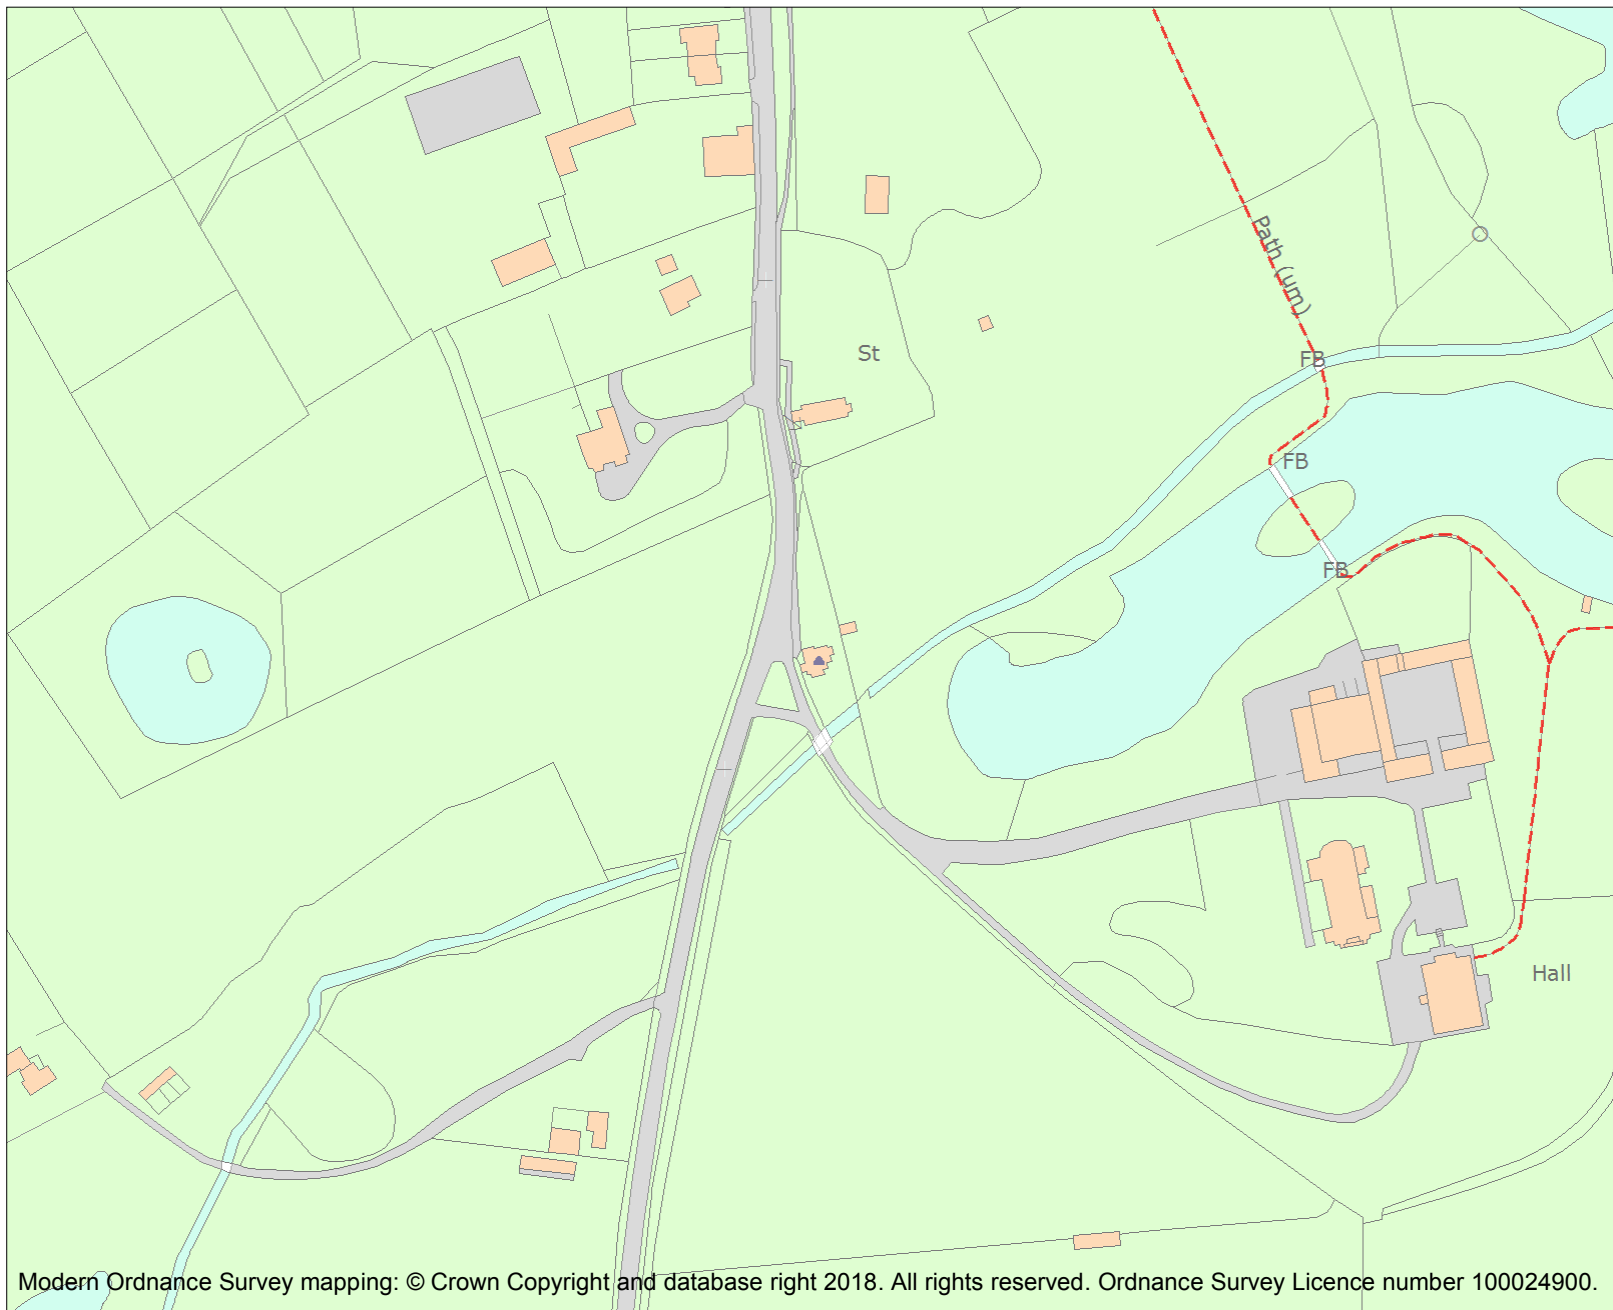 Path (um)
St
FB
FB
FB
Hall
Modern Ordnance Survey mapping: © Crown Copyright and database right 2018. All rights reserved. Ordnance Survey Licence number 100024900.